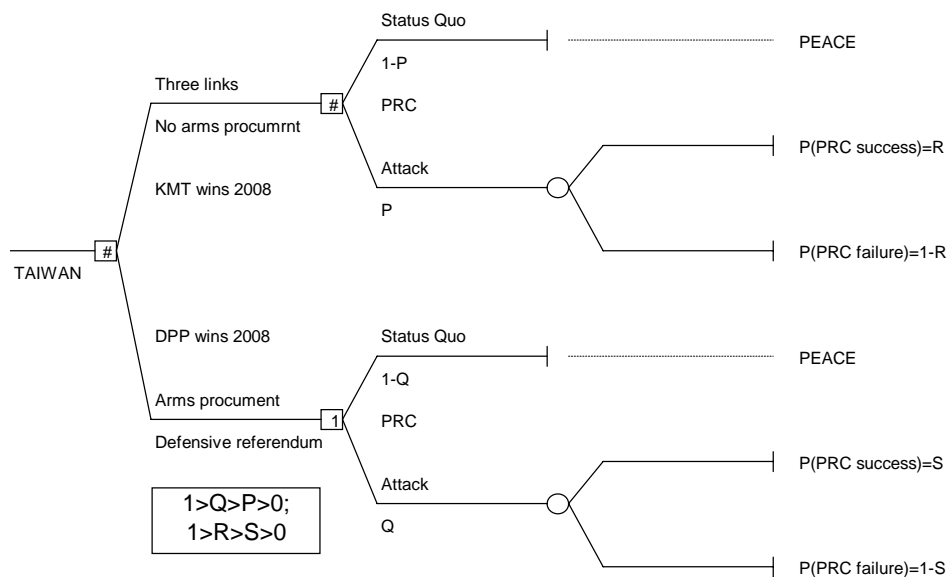 Status Quo
PEACE
1-P
Three links
#
PRC
No arms procumrnt
P(PRC success)=R
Attack
KMT wins 2008
P
#
P(PRC failure)=1-R
TAIWAN
DPP wins 2008
Status Quo
PEACE
1-Q
Arms procument
1
PRC
Defensive referendum
P(PRC success)=S
Attack
1>Q>P>0;
1>R>S>0
Q
P(PRC failure)=1-S